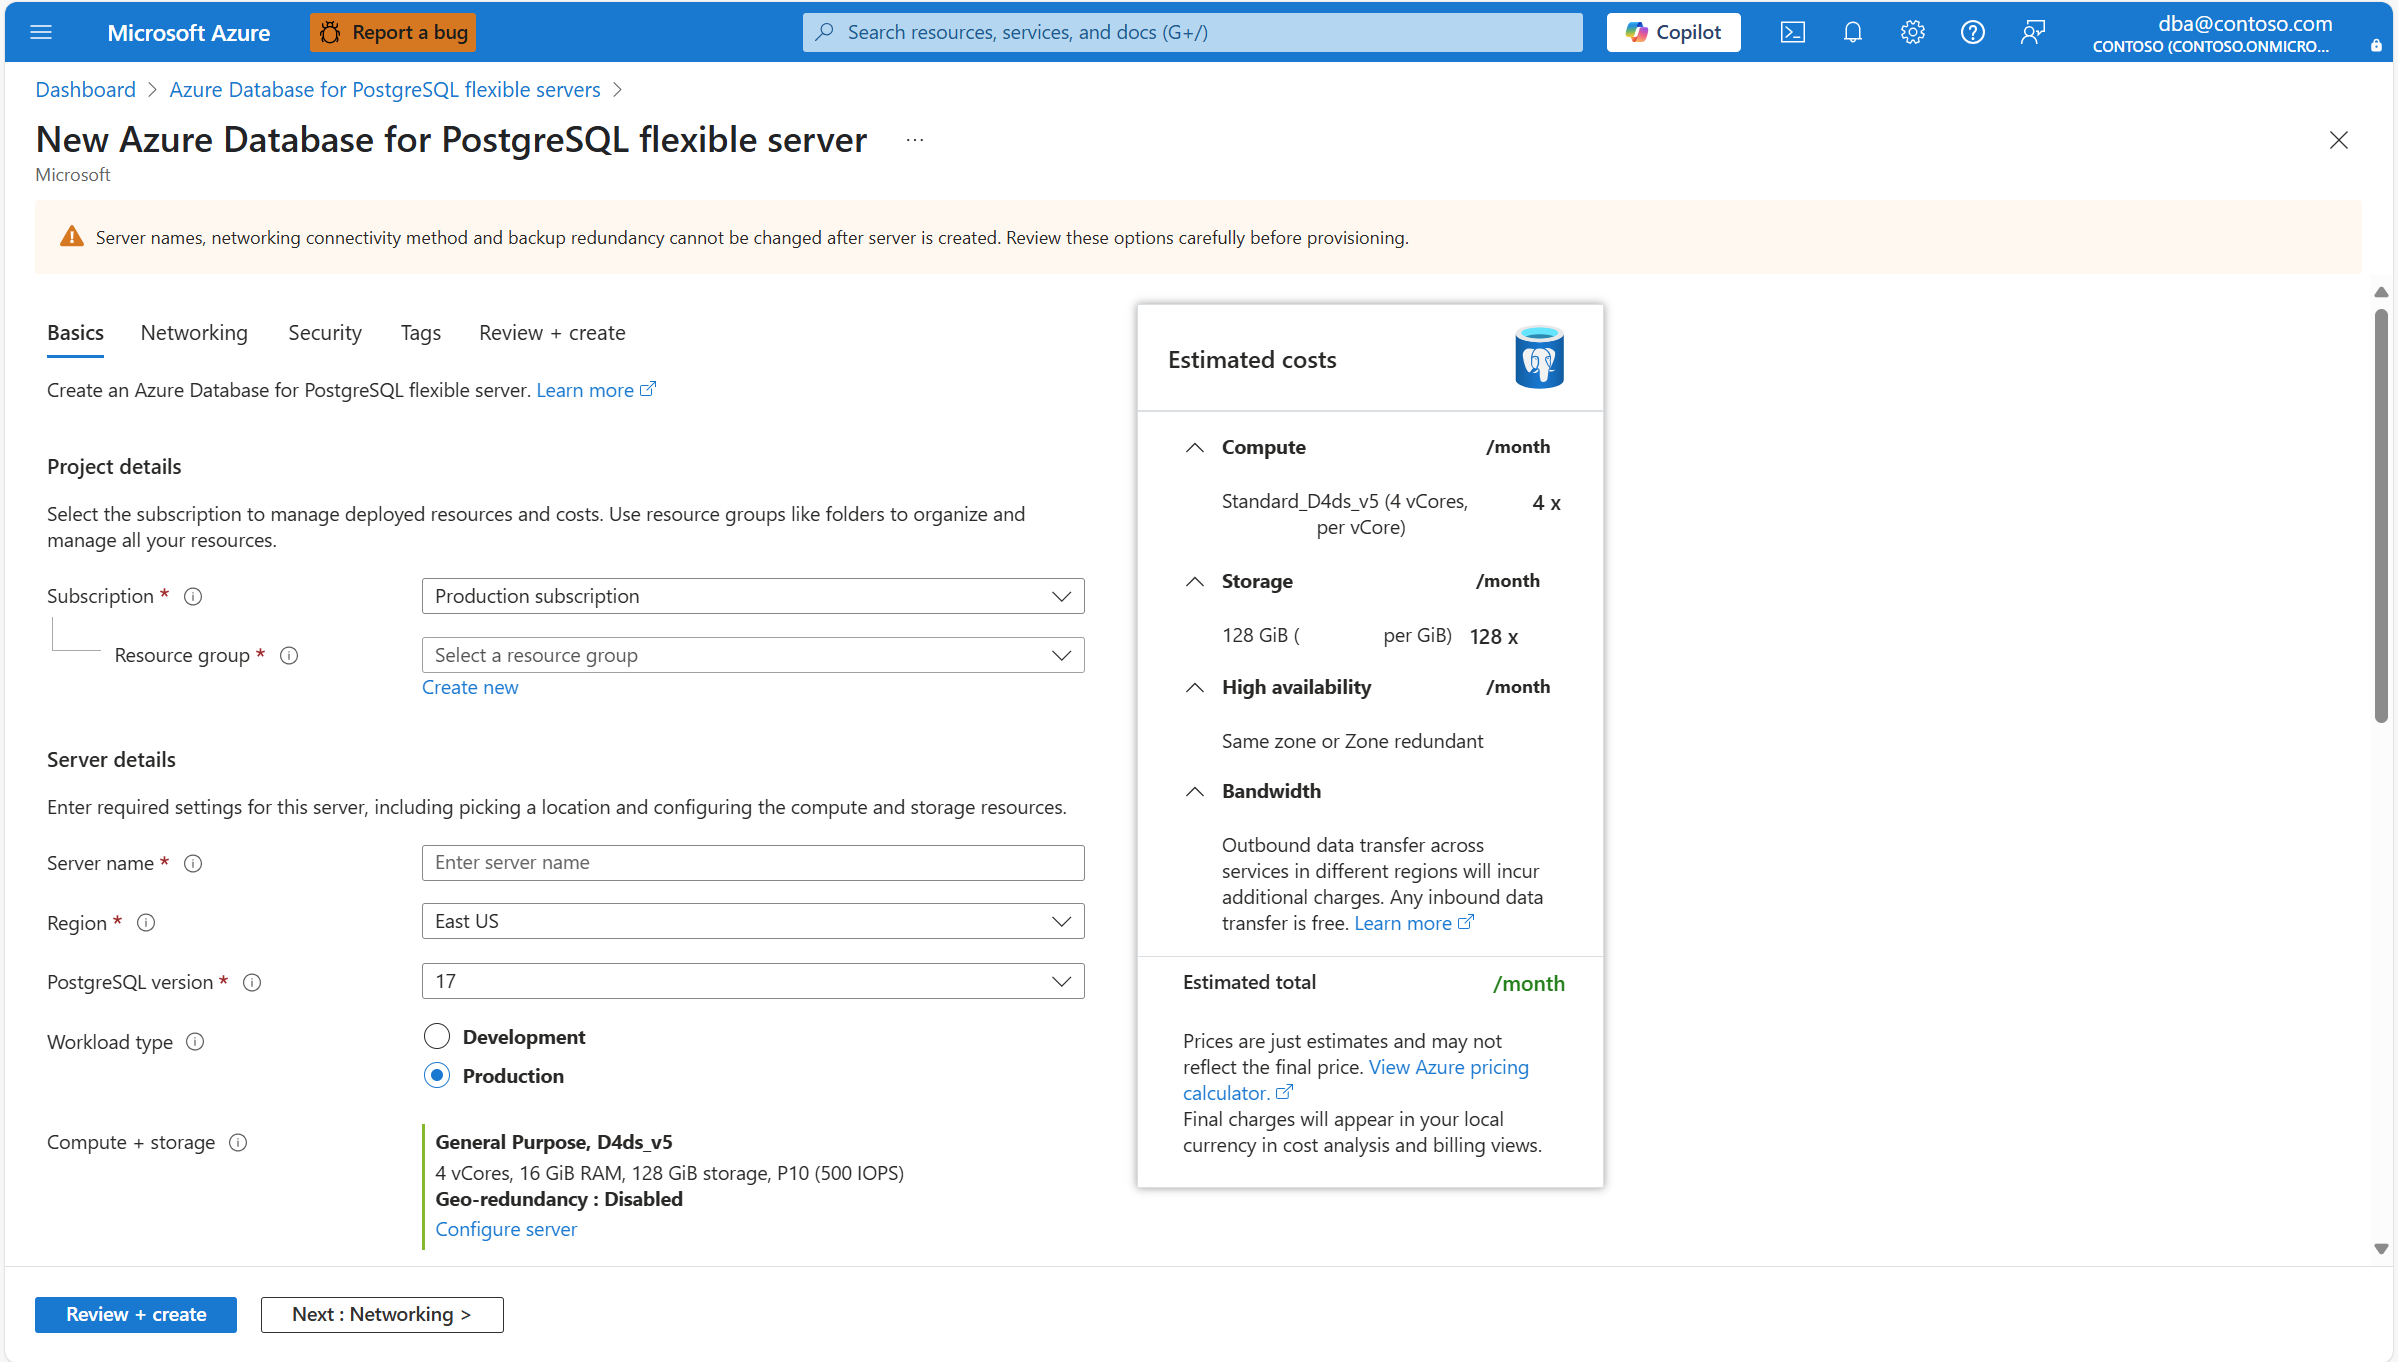 Microsoft Azure
Report a bug
Search resources, services, and docs (G+/)
Copilot
dba@contoso.com
CONTOSO (CONTOSO.ONMICRO...
Dashboard > Azure Database for PostgreSQL flexible servers >
New Azure Database for PostgreSQL flexible server ...
Microsoft
Server names, networking connectivity method and backup redundancy cannot be changed after server is created. Review these options carefully before provisioning.
Basics Networking Security Tags Review + create
Create an Azure Database for PostgreSQL flexible server. Learn more
Project details
Select the subscription to manage deployed resources and costs. Use resource groups like folders to organize and
manage all your resources.
Subscription *
Production subscription
Resource group *
Select a resource group
Create new
Server details
Enter required settings for this server, including picking a location and configuring the compute and storage resources.
Server name *
Enter server name
Region *
East US
PostgreSQL version *
17
Workload type
Development
Production
Compute + storage
General Purpose, D4ds_v5
4 vCores, 16 GiB RAM, 128 GiB storage, P10 (500 IOPS)
Geo-redundancy : Disabled
Configure server
Estimated costs
Compute /month
Standard_D4ds_v5 (4 vCores, 4 x
per vCore)
Storage /month
128 GiB ( per GiB) 128 x
High availability /month
Same zone or Zone redundant
Bandwidth
Outbound data transfer across
services in different regions will incur
additional charges. Any inbound data
transfer is free. Learn more
Estimated total /month
Prices are just estimates and may not
reflect the final price. View Azure pricing
calculator.
Final charges will appear in your local
currency in cost analysis and billing views.
Review + create
Next : Networking >